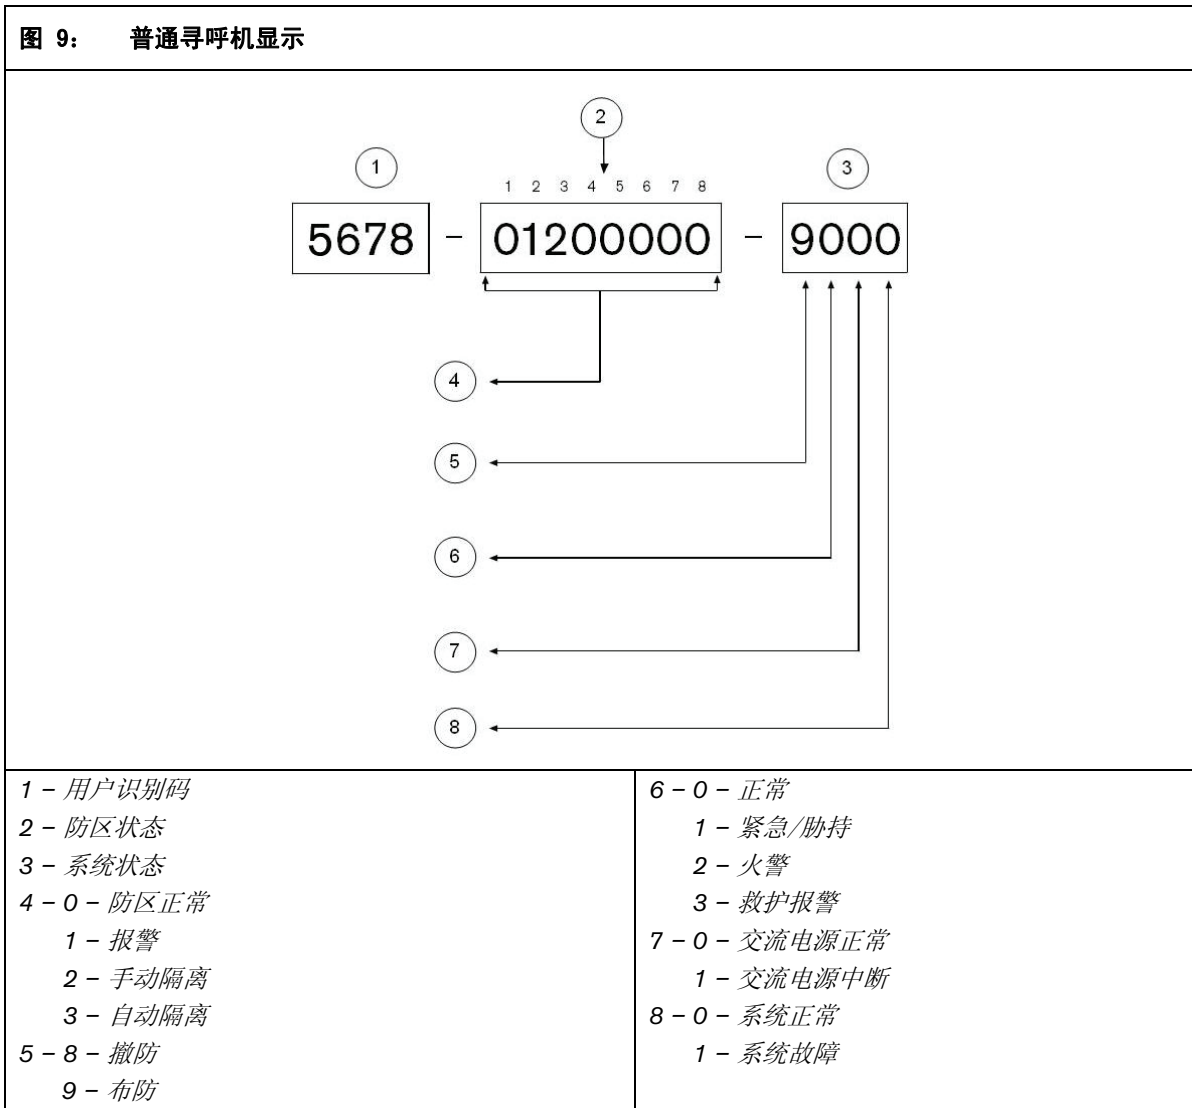 图 9： 普通寻呼机显示
2
1
3
1 2 3 4 5 6 7 8
5678 - 01200000 - 9000
4
5
6
7
8
1 - 用户识别码
2 - 防区状态
3 - 系统状态
4 - 0 - 防区正常
1 - 报警
2 - 手动隔离
3 - 自动隔离
5 - 8 - 撤防
9 - 布防
6 - 0 - 正常
1 - 紧急/胁持
2 - 火警
3 - 救护报警
7 - 0 - 交流电源正常
1 - 交流电源中断
8 - 0 - 系统正常
1 - 系统故障